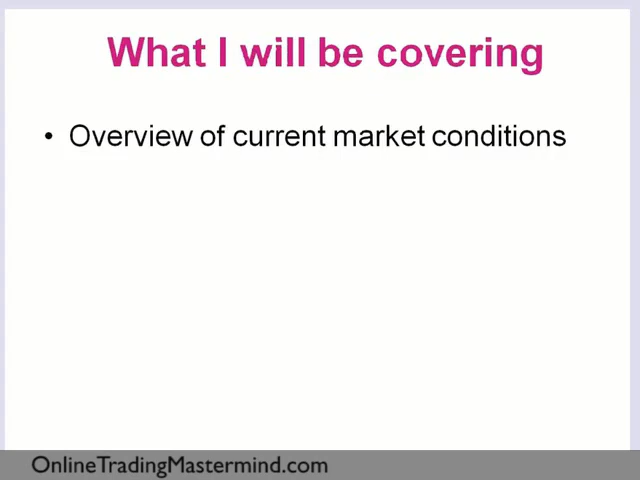 What I will be covering
• Overview of current market conditions
OnlineTradingMastermind.com